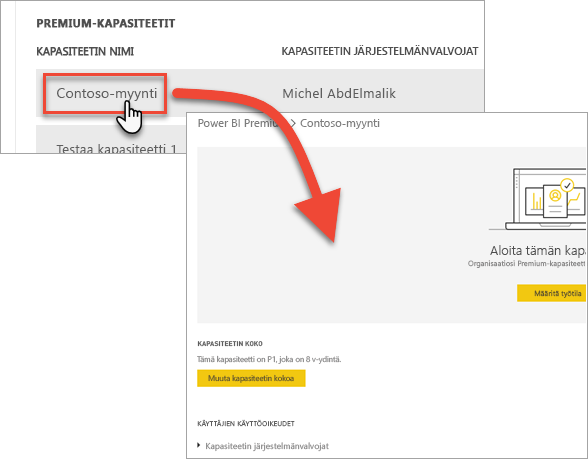 PREMIUM-KAPASITEETIT
KAPASITEETIN NIMI KAPASITEETIN JÄRJESTELMÄNVALVOJAT
Contoso-myynti Michel AbdElmalik
Testaa kapasiteetti 1
Power BI Premium > Contoso-myynti
Aloita tämän kapa
Organisaatiosi Premium-kapasiteett
Määritä työtila
KAPASITEETIN KOKO
Tämä kapasiteetti on P1, joka on 8 v-ydintä.
Muuta kapasiteetin kokoa
KÄYTTÄJIEN KÄYTTÖOIKEUDET
Kapasiteetin järjestelmänvalvojat